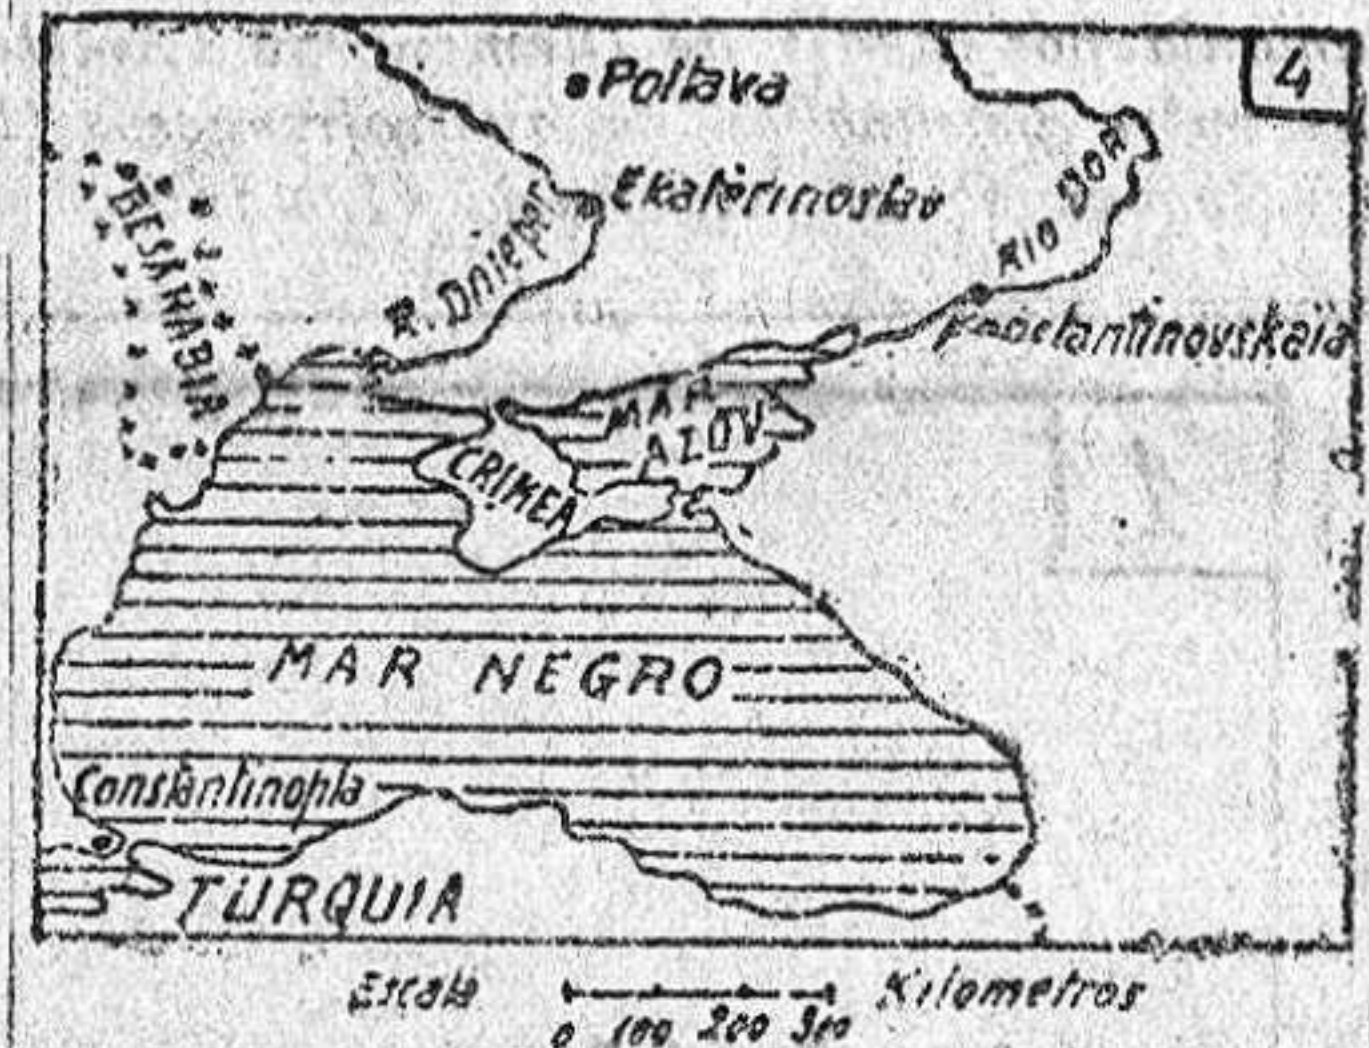 4
Poltava
Ekaterinoslav
RIO DON
R. Dnieper
BESARABIA
MAR
AZOV
CRIMEA
MAR NEGRO
Constantinopla
TURQUIA
Escala
0 100 200 300
Kilometros